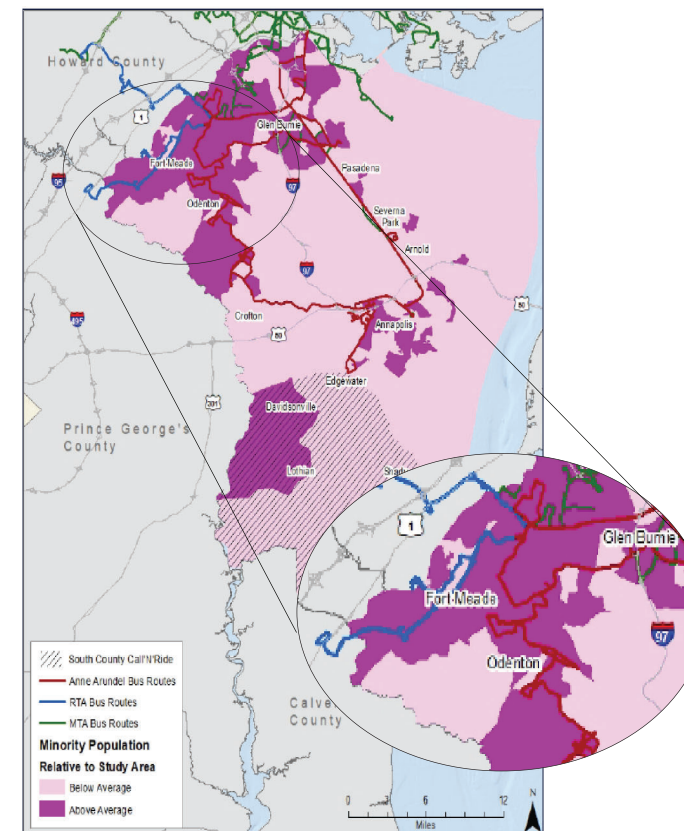 Howard County
1
Glen Burnie
Fort Meade
95
97
Pasadena
Odenton
Severna
Park
Arnold
97
50
495
Crofton
50
Annapolis
Edgewater
301
Davidsonville
Prince George's
County
Lothian
1
Glen Burnie
Fort Meade
97
Odenton
South County Call'N'Ride
Anne Arundel Bus Routes
RTA Bus Routes
MTA Bus Routes
County
Minority Population
Relative to Study Area
Below Average
Above Average
N
0 3 6 12
Miles